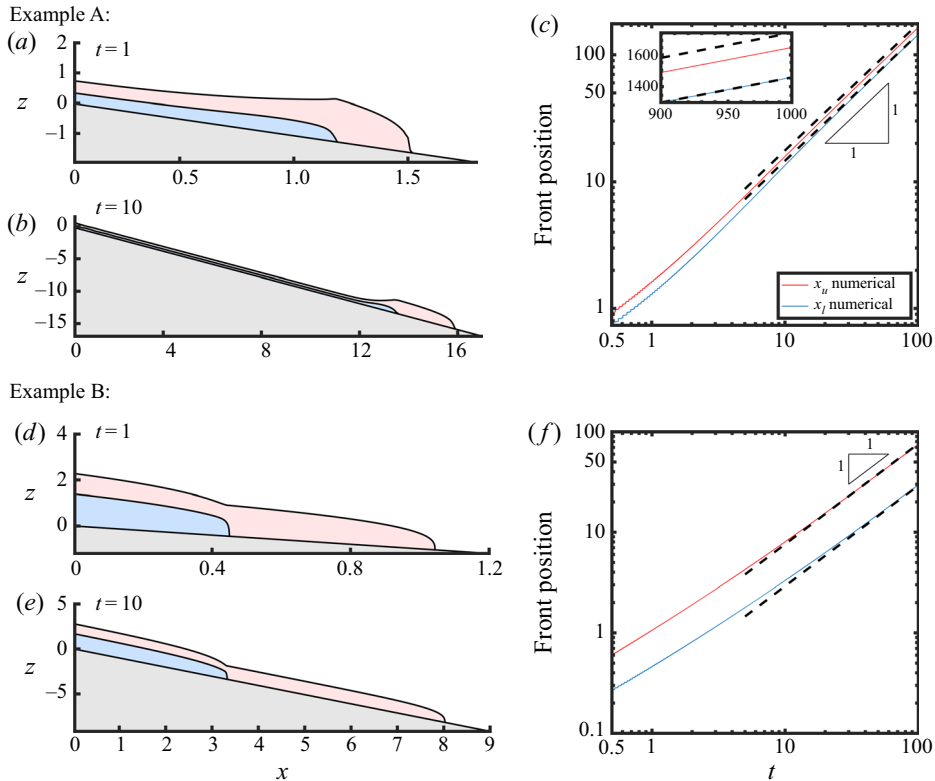 Example A:
(a)
t = 1
2
1
0
−1
z
0
0.5
1.0
1.5
(b)
t = 10
0
−5
−10
−15
z
0
4
8
12
16
(c)
100
50
10
1
Front position
1600
1400
900
950
1000
1
1
x_u numerical
x_l numerical
0.5
1
10
100
Example B:
(d)
t = 1
4
2
0
z
0
0.4
0.8
1.2
(e)
t = 10
5
0
−5
z
0
1
2
3
4
5
6
7
8
9
x
(f)
100
50
10
1
0.1
Front position
1
1
0.5
1
10
100
t